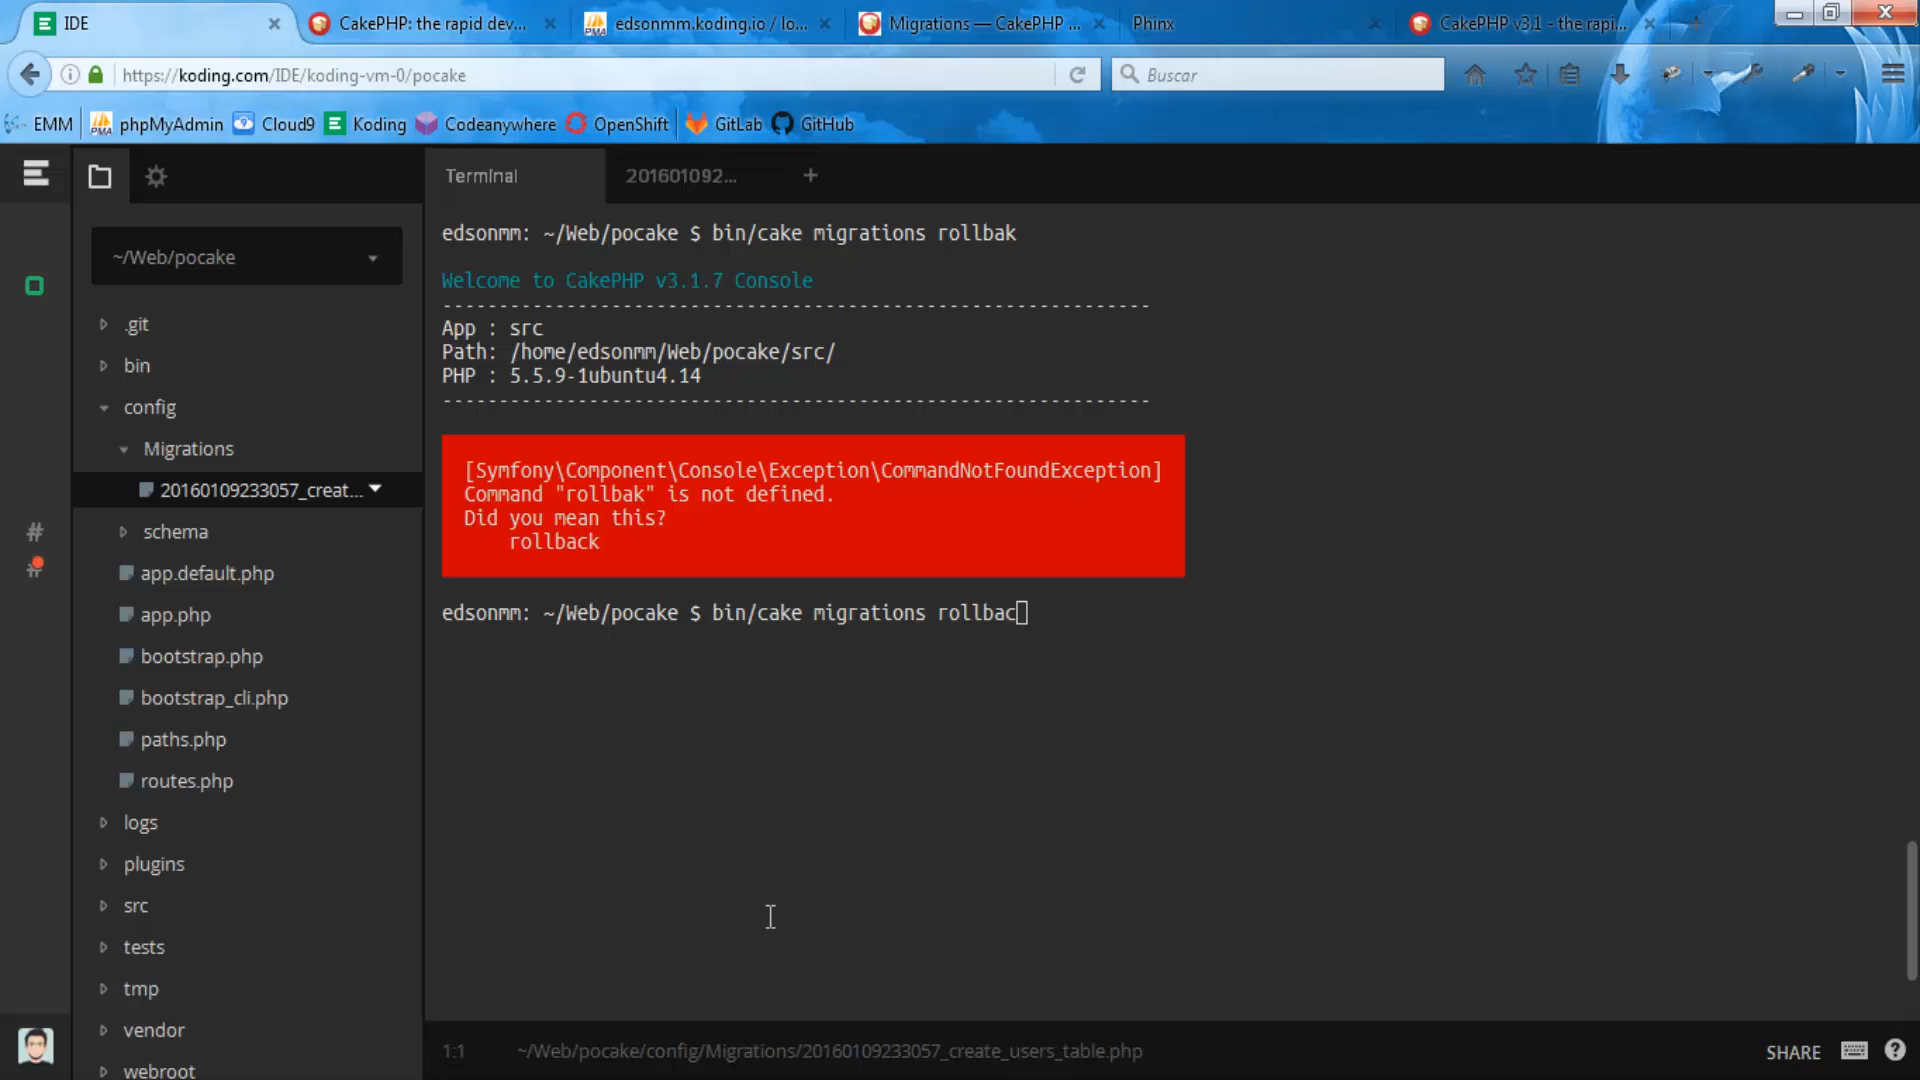 IDE
CakePHP: the rapid dev...
edsonmm.koding.io / lo...
Migrations — CakePHP ...
Phinx
CakePHP v3.1 - the rapi...
https://koding.com/IDE/koding-vm-0/pocake
Buscar
EMM
phpMyAdmin
Cloud9
Koding
Codeanywhere
OpenShift
GitLab
GitHub
Terminal
201601092...
~/Web/pocake
.git
bin
config
Migrations
20160109233057_creat...
schema
app.default.php
app.php
bootstrap.php
bootstrap_cli.php
paths.php
routes.php
logs
plugins
src
tests
tmp
vendor
webroot
edsonmm: ~/Web/pocake $ bin/cake migrations rollbak
Welcome to CakePHP v3.1.7 Console
---------------------------------------------------------------
App : src
Path: /home/edsonmm/Web/pocake/src/
PHP : 5.5.9-1ubuntu4.14
---------------------------------------------------------------
[Symfony\Component\Console\Exception\CommandNotFoundException]
Command "rollbak" is not defined.
Did you mean this?
rollback
edsonmm: ~/Web/pocake $ bin/cake migrations rollbac
1:1
~/Web/pocake/config/Migrations/20160109233057_create_users_table.php
SHARE